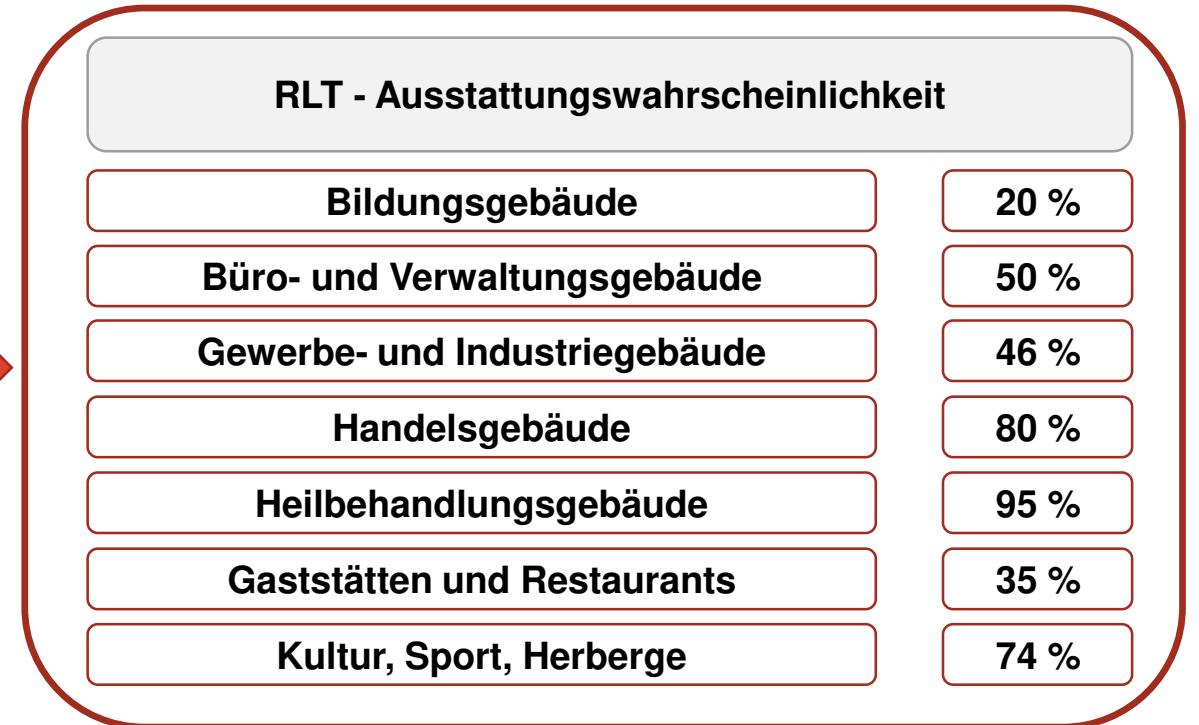 RLT - Ausstattungswahrscheinlichkeit
Bildungsgebäude 20 %
Büro- und Verwaltungsgebäude 50 %
Gewerbe- und Industriegebäude 46 %
Handelsgebäude 80 %
Heilbehandlungsgebäude 95 %
Gaststätten und Restaurants 35 %
Kultur, Sport, Herberge 74 %